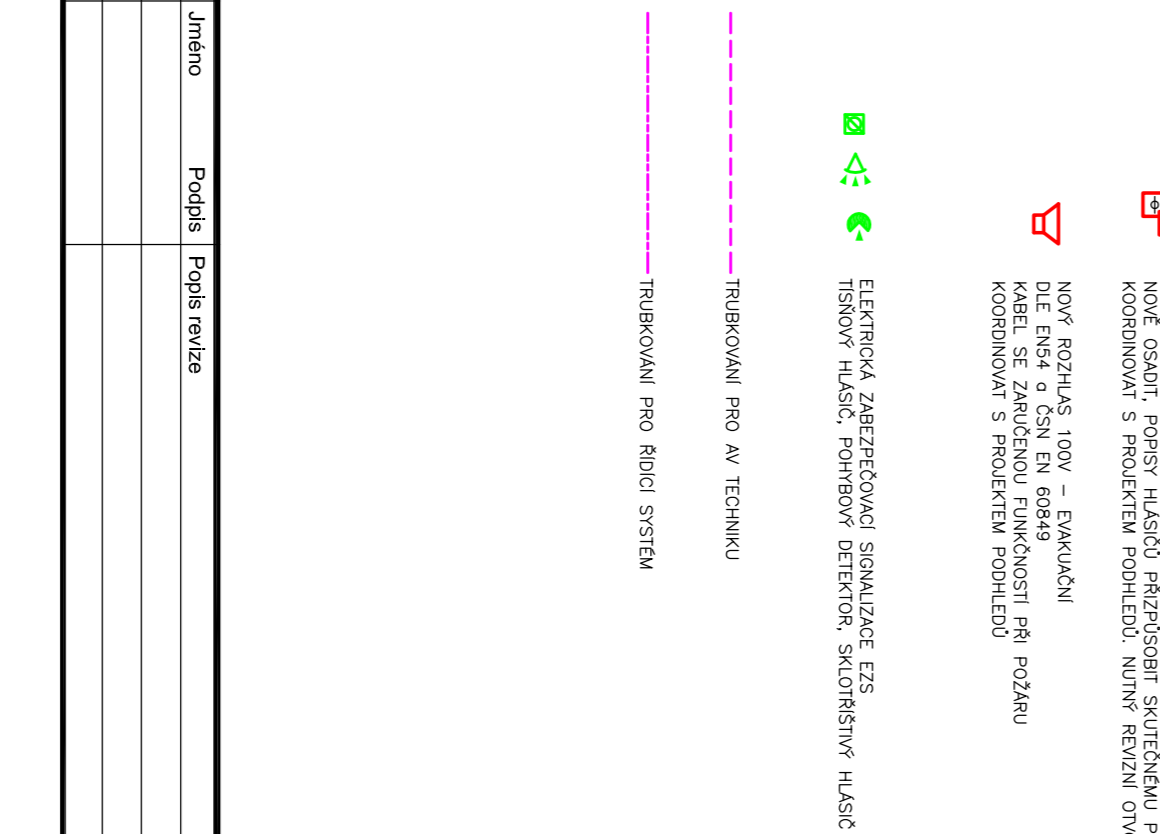 NOVĚ OSADIT, POPISY HLÁSIČŮ PŘIZPŮSOBIT SKUTEČNÉMU
KOORDINOVAT S PROJEKTEM PODHLEDŮ. NUTNÝ REVIZNÍ
NOVÝ ROZHLAS 100V – EVAKUAČNÍ
DLE EN54 a ČSN EN 60849
KABEL SE ZARUČENOU FUNKČNOSTÍ PŘI POŽÁRU
KOORDINOVAT S PROJEKTEM PODHLEDŮ
ELEKTRICKÁ ZABEZPEČOVACÍ SIGNALIZACE EZS
TÍSŇOVÝ HLÁSIČ, POHYBOVÝ DETEKTOR, SKLOTŘÍŠTIVÝ HLÁSIČ
TRUBKOVÁNÍ PRO AV TECHNIKU
TRUBKOVÁNÍ PRO ŘÍDÍCÍ SYSTÉM
Jméno Podpis Popis revize